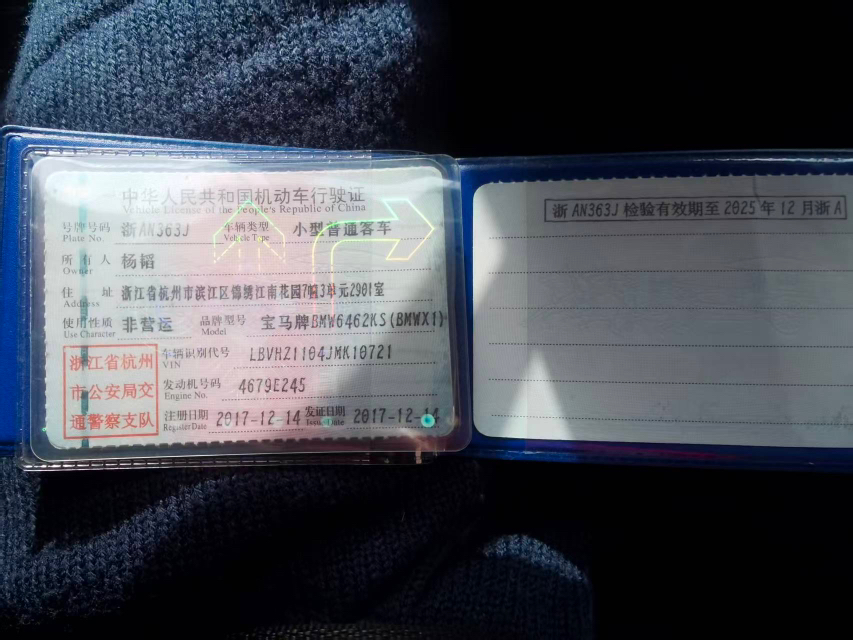 中华人民共和国机动车行驶证
Vehicle License of the People's Republic of China
号牌号码 浙AN363J 车辆类型 小型普通客车
Plate No. Vehicle Type
所有人 杨韬
Owner
住址 浙江省杭州市滨江区锦绣江南花园7幢3单元2901室
Address
使用性质 非营运 品牌型号 宝马牌BMW6462KS(BMWX1)
Use Character Model
浙江省杭州
市公安局交
通警察支队
车辆识别代号 LBVHZ1104JMK10721
VIN
发动机号码 4679E245
Engine No.
注册日期 2017-12-14 发证日期 2017-12-14
Register Date Issue Date
浙AN363J 检验有效期至 2025年12月浙A